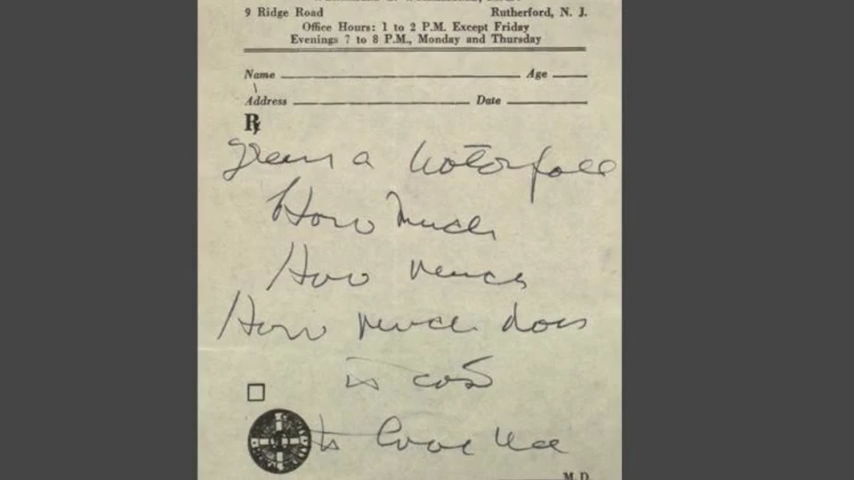 9 Ridge Road Rutherford, N. J.
Office Hours: 1 to 2 P.M. Except Friday
Evenings 7 to 8 P.M., Monday and Thursday
Name Age
Address Date
℞
a waterfall
How much
How much
How much does
it cost
to love
M.D.